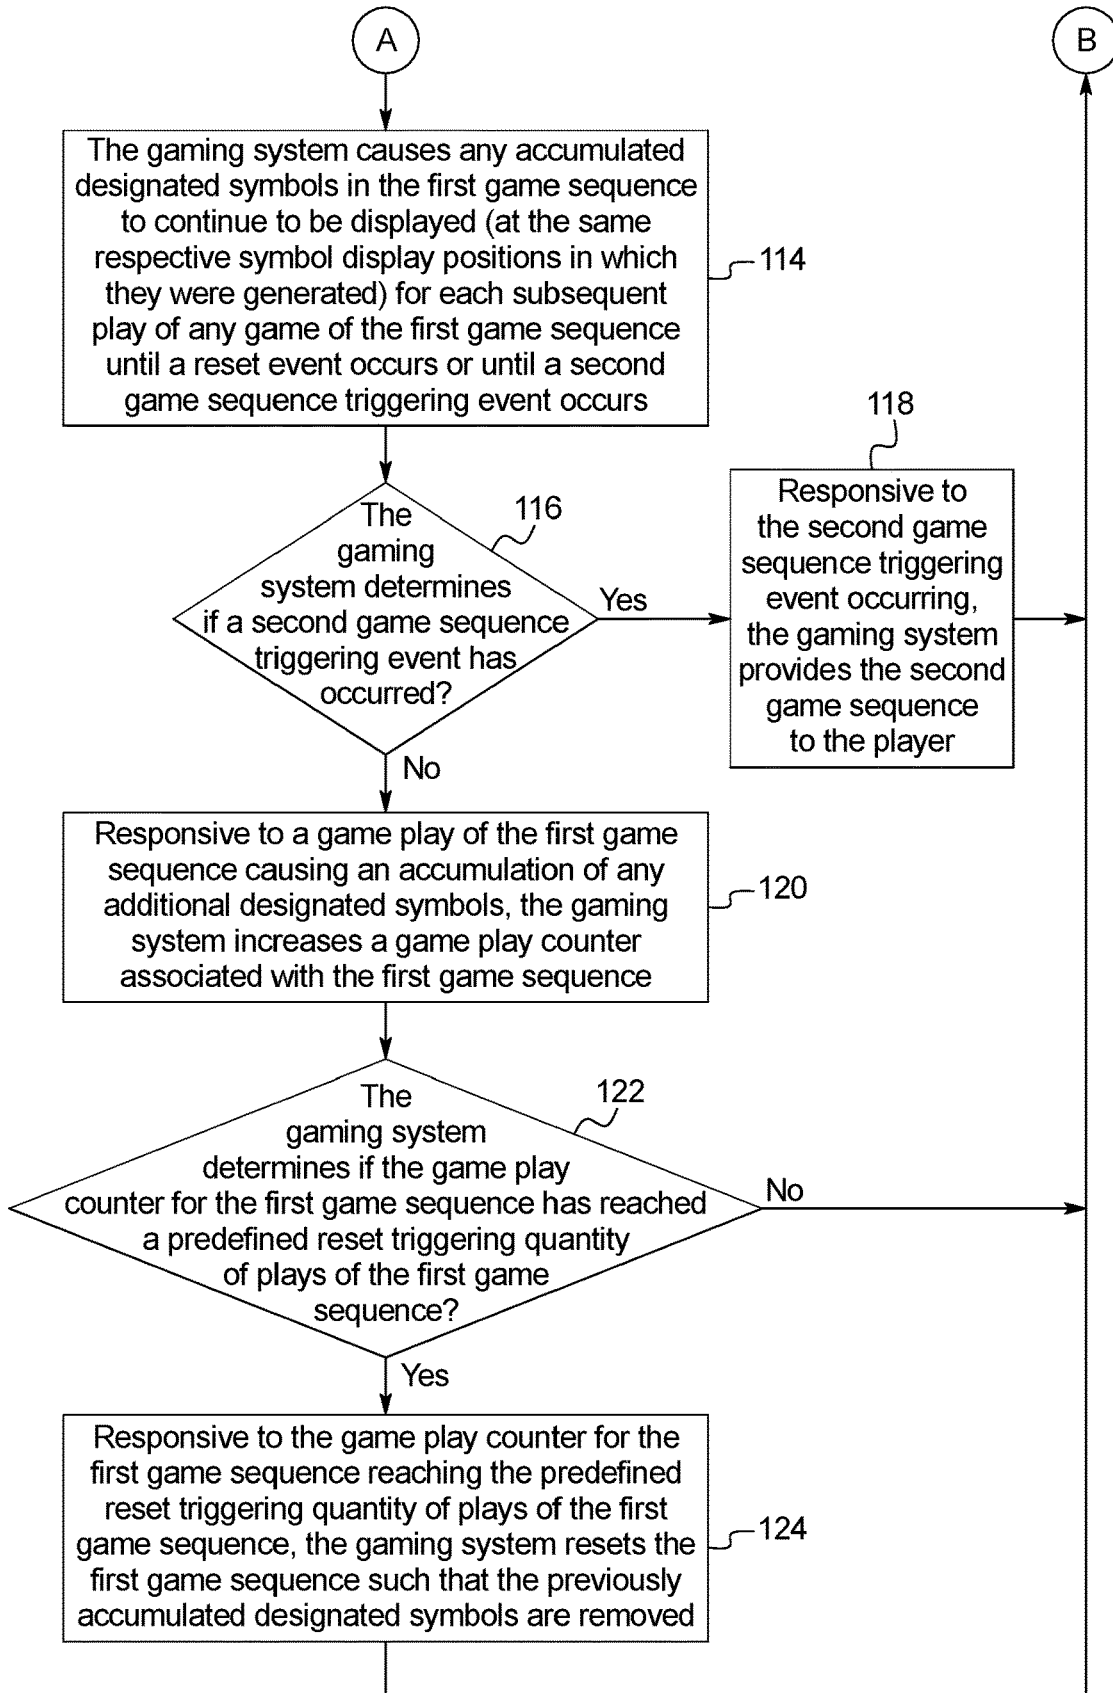 A
B
The gaming system causes any accumulated
designated symbols in the first game sequence
to continue to be displayed (at the same
respective symbol display positions in which
they were generated) for each subsequent
play of any game of the first game sequence
until a reset event occurs or until a second
game sequence triggering event occurs
114
The
gaming
system determines
if a second game sequence
triggering event has
occurred?
116
Yes
118
Responsive to
the second game
sequence triggering
event occurring,
the gaming system
provides the second
game sequence
to the player
No
Responsive to a game play of the first game
sequence causing an accumulation of any
additional designated symbols, the gaming
system increases a game play counter
associated with the first game sequence
120
The
gaming system
determines if the game play
counter for the first game sequence has reached
a predefined reset triggering quantity
of plays of the first game
sequence?
122
No
Yes
Responsive to the game play counter for the
first game sequence reaching the predefined
reset triggering quantity of plays of the first
game sequence, the gaming system resets the
first game sequence such that the previously
accumulated designated symbols are removed
124